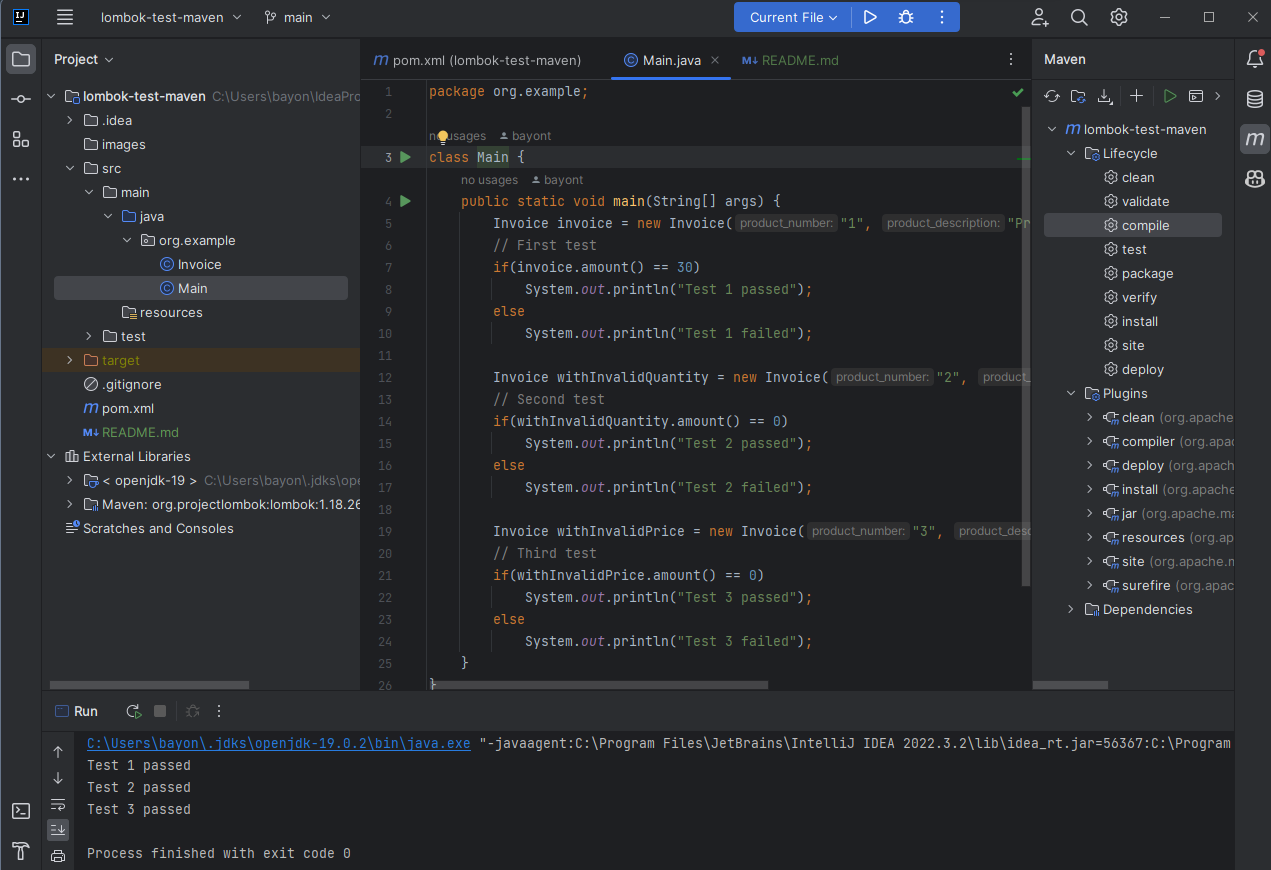 IJ lombok-test-maven main Current File
Project
pom.xml (lombok-test-maven) Main.java README.md
Maven
lombok-test-maven C:\Users\bayon\IdeaPro
.idea
images
src
main
java
org.example
Invoice
Main
resources
test
target
.gitignore
pom.xml
README.md
External Libraries
< openjdk-19 > C:\Users\bayon\.jdks\ope
Maven: org.projectlombok:lombok:1.18.26
Scratches and Consoles
1 package org.example;
2
no usages bayont
3 class Main {
no usages bayont
4 public static void main(String[] args) {
5 Invoice invoice = new Invoice( product_number: "1", product_description: "Pr
6 // First test
7 if(invoice.amount() == 30)
8 System.out.println("Test 1 passed");
9 else
10 System.out.println("Test 1 failed");
11
12 Invoice withInvalidQuantity = new Invoice( product_number: "2", product_
13 // Second test
14 if(withInvalidQuantity.amount() == 0)
15 System.out.println("Test 2 passed");
16 else
17 System.out.println("Test 2 failed");
18
19 Invoice withInvalidPrice = new Invoice( product_number: "3", product_desc
20 // Third test
21 if(withInvalidPrice.amount() == 0)
22 System.out.println("Test 3 passed");
23 else
24 System.out.println("Test 3 failed");
25 }
26 }
lombok-test-maven
Lifecycle
clean
validate
compile
test
package
verify
install
site
deploy
Plugins
clean (org.apache
compiler (org.apac
deploy (org.apach
install (org.apache
jar (org.apache.ma
resources (org.ap
site (org.apache.m
surefire (org.apac
Dependencies
Run
C:\Users\bayon\.jdks\openjdk-19.0.2\bin\java.exe "-javaagent:C:\Program Files\JetBrains\IntelliJ IDEA 2022.3.2\lib\idea_rt.jar=56367:C:\Program
Test 1 passed
Test 2 passed
Test 3 passed
Process finished with exit code 0